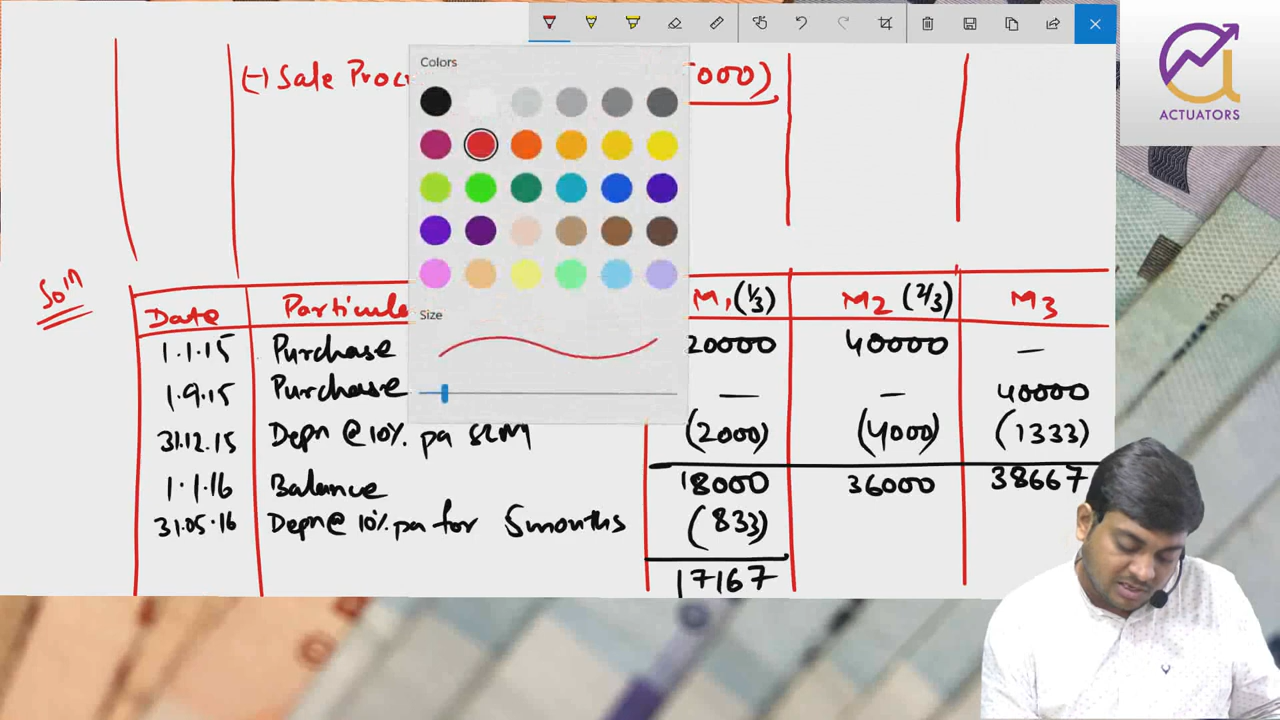 Colors
ACTUATORS
(-) Sale 000)
Size
Soln
Date M1 (1/3) M2 (2/3) M3
1.1.15 Purchase 20000 40000 —
1.9.15 Purchase — — 40000
31.12.15 Depn @10%. pa SLM (2000) (4000) (1333)
1.1.16 Balance 18000 36000 38667
31.05.16 Depn@ 10%.pa for 5months (833)
17167